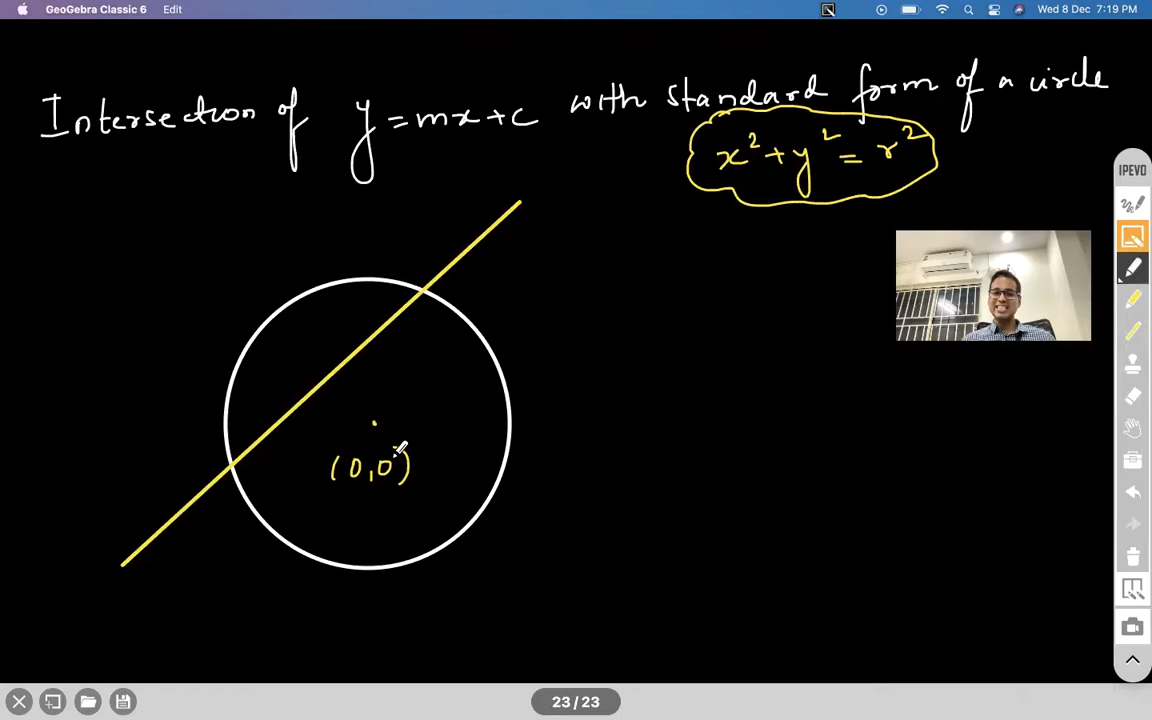 GeoGebra Classic 6 Edit Wed 8 Dec 7:19 PM
Intersection of y = mx + c with standard form of a circle
x² + y² = r²
IPEVO
(0,0)
23 / 23